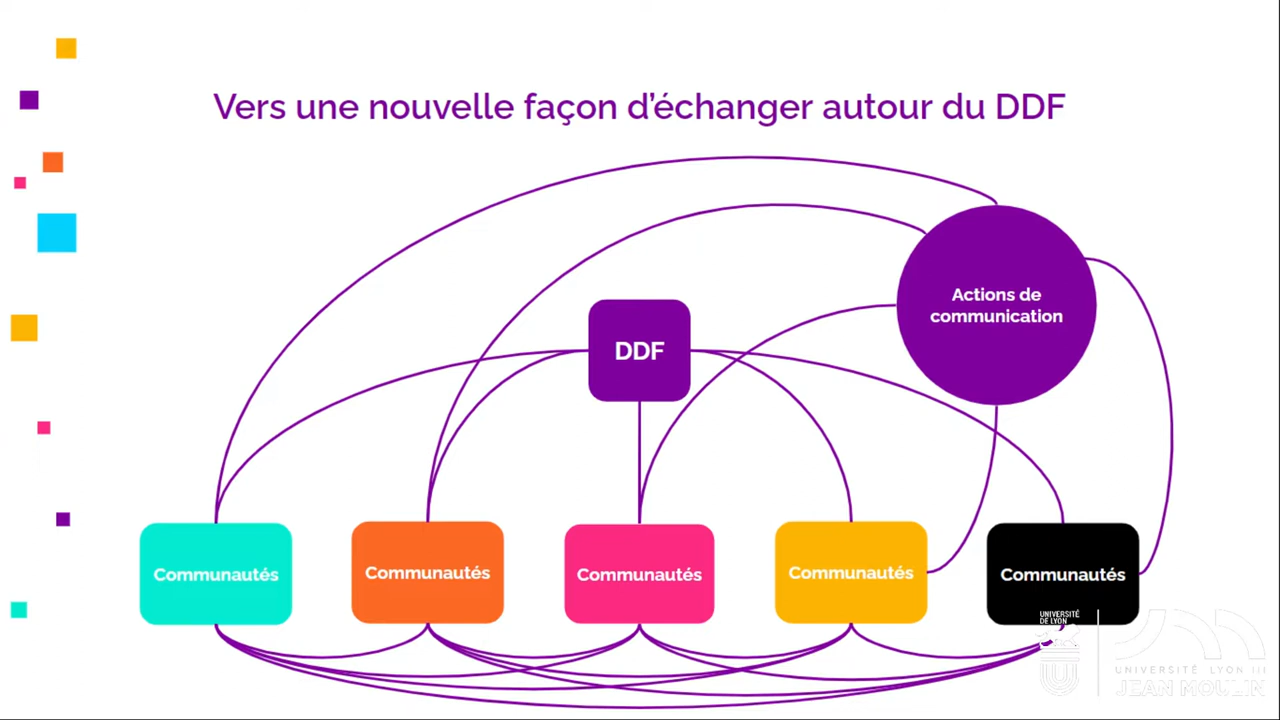 Vers une nouvelle façon d'échanger autour du DDF
Actions de
communication
DDF
Communautés
Communautés
Communautés
Communautés
Communautés
UNIVERSITÉ
DE LYON
UNIVERSITÉ LYON III
JEAN MOULIN